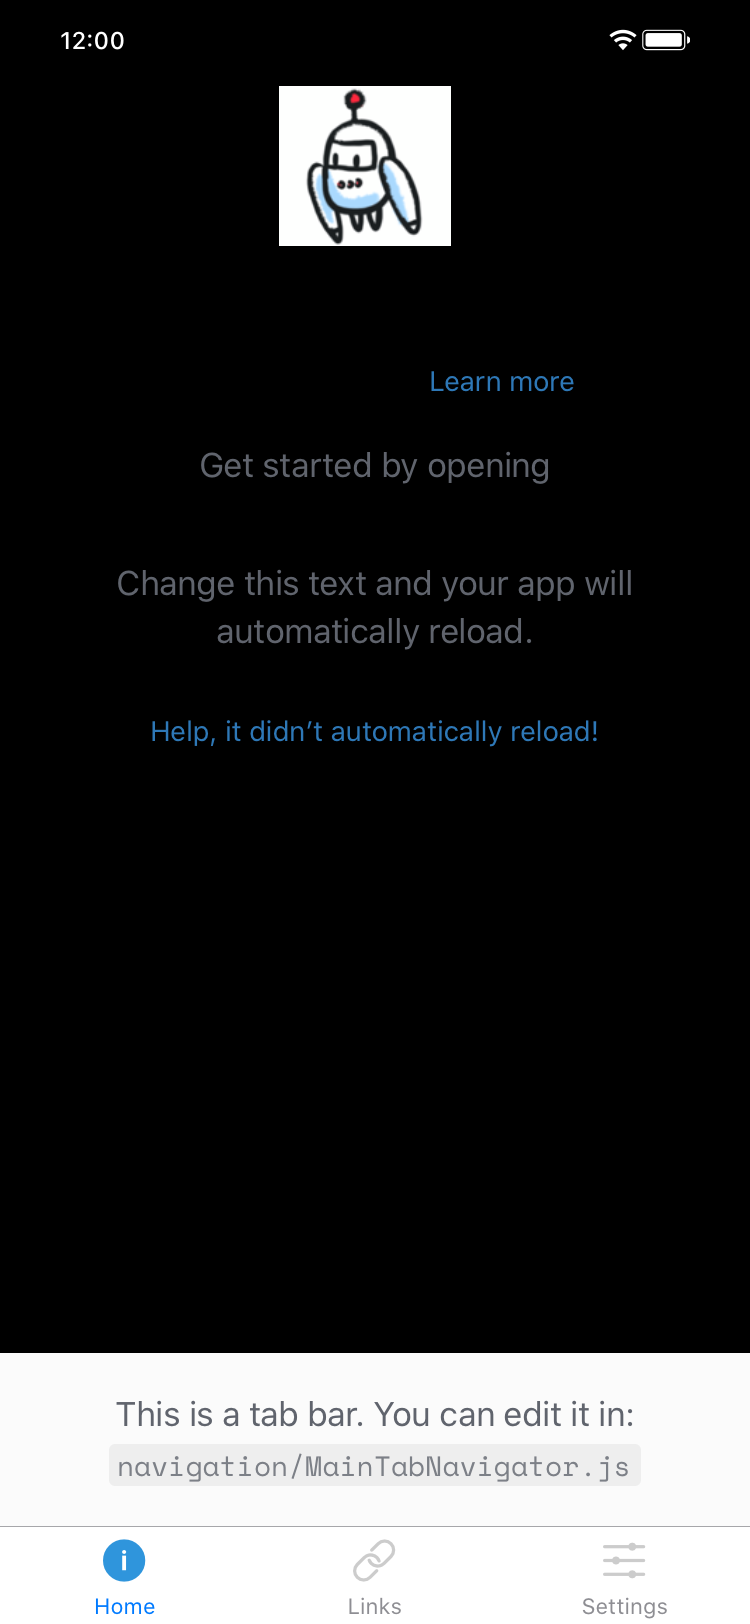 12:00
Learn more
Get started by opening
Change this text and your app will
automatically reload.
Help, it didn’t automatically reload!
This is a tab bar. You can edit it in:
navigation/MainTabNavigator.js
Home
Links
Settings